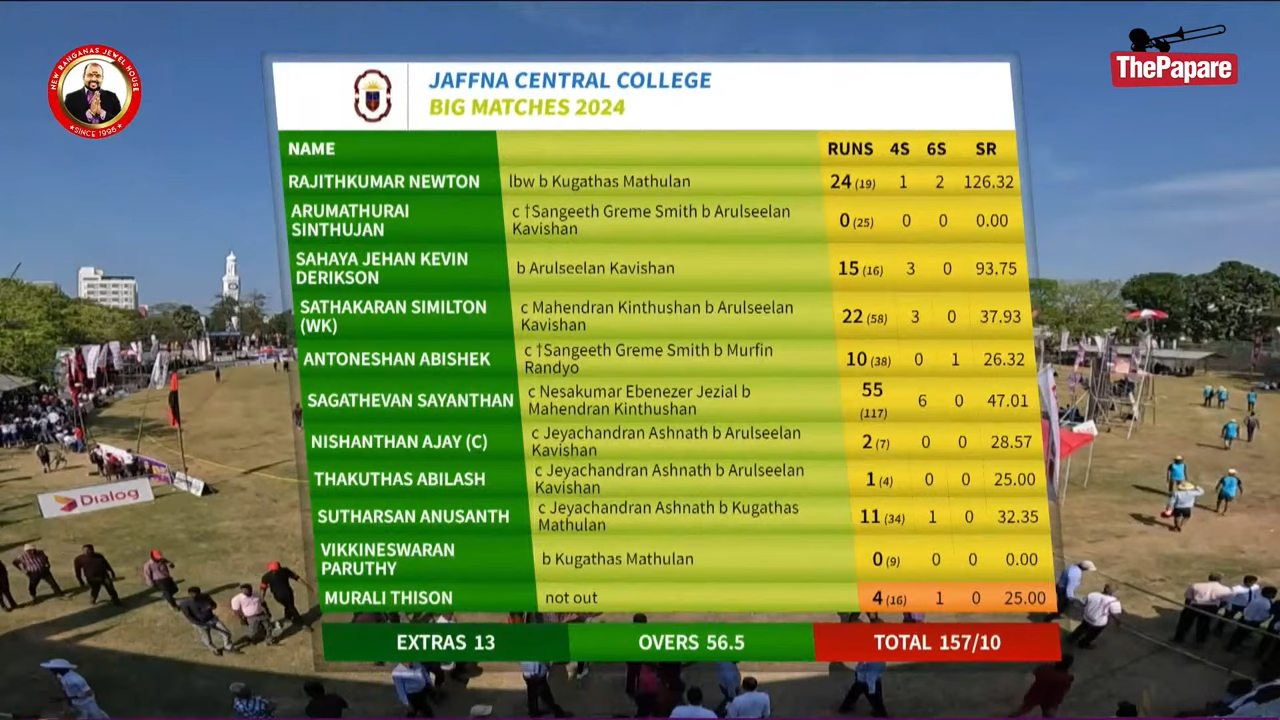 NEW RANGANAS JEWEL HOUSE
SINCE 1996
ThePapare
JAFFNA CENTRAL COLLEGE
BIG MATCHES 2024
NAME RUNS 4S 6S SR
RAJITHKUMAR NEWTON lbw b Kugathas Mathulan 24 (19) 1 2 126.32
ARUMATHURAI
SINTHUJAN
c †Sangeeth Greme Smith b Arulseelan
Kavishan
0 (25) 0 0 0.00
SAHAYA JEHAN KEVIN
DERIKSON
b Arulseelan Kavishan
15 (16) 3 0 93.75
SATHAKARAN SIMILTON
(WK)
c Mahendran Kinthushan b Arulseelan
Kavishan
22 (58) 3 0 37.93
ANTONESHAN ABISHEK
c †Sangeeth Greme Smith b Murfin
Randyo
10 (38) 0 1 26.32
SAGATHEVAN SAYANTHAN
c Nesakumar Ebenezer Jezial b
Mahendran Kinthushan
55
(117)
6 0 47.01
NISHANTHAN AJAY (C)
c Jeyachandran Ashnath b Arulseelan
Kavishan
2 (7) 0 0 28.57
THAKUTHAS ABILASH
c Jeyachandran Ashnath b Arulseelan
Kavishan
1 (4) 0 0 25.00
SUTHARSAN ANUSANTH
c Jeyachandran Ashnath b Kugathas
Mathulan
11 (34) 1 0 32.35
VIKKINESWARAN
PARUTHY
b Kugathas Mathulan
0 (9) 0 0 0.00
MURALI THISON not out 4 (16) 1 0 25.00
EXTRAS 13 OVERS 56.5 TOTAL 157/10
Dialog